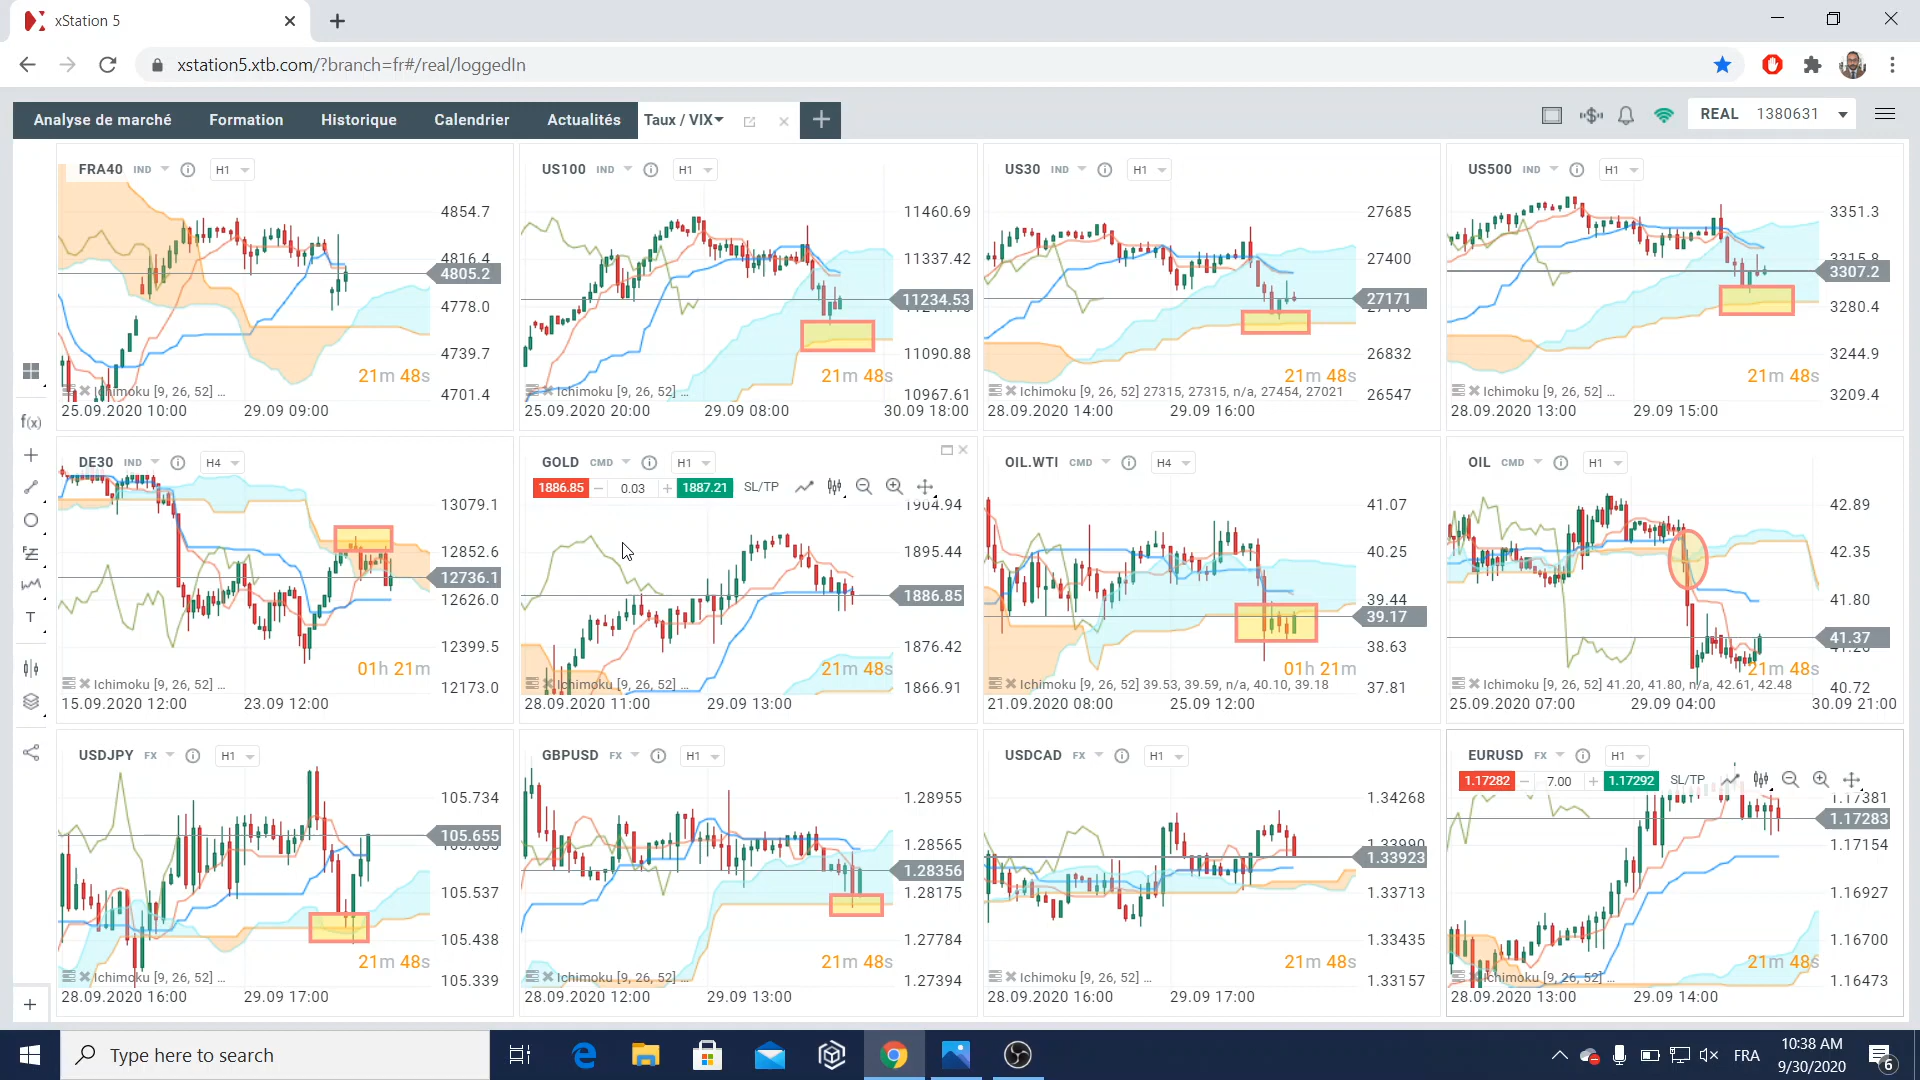 xStation 5
xstation5.xtb.com/?branch=fr#/real/loggedIn
Analyse de marché Formation Historique Calendrier Actualités Taux / VIX REAL 1380631
FRA40 IND H1
4854.7
4816.4
4805.2
4778.0
4739.7
21m 48s
Ichimoku [9, 26, 52] ...
4701.4
25.09.2020 10:00 29.09 09:00
US100 IND H1
11460.69
11337.42
11234.53
11090.88
21m 48s
Ichimoku [9, 26, 52] ...
10967.61
25.09.2020 20:00 29.09 08:00 30.09 18:00
US30 IND H1
27685
27400
27171
26832
21m 48s
Ichimoku [9, 26, 52] 27315, 27315, n/a, 27454, 27021
26547
28.09.2020 14:00 29.09 16:00
US500 IND H1
3351.3
3315.8
3307.2
3280.4
3244.9
21m 48s
Ichimoku [9, 26, 52] ...
3209.4
28.09.2020 13:00 29.09 15:00
DE30 IND H4
13079.1
12852.6
12736.1
12626.0
12399.5
01h 21m
Ichimoku [9, 26, 52] ...
12173.0
15.09.2020 12:00 23.09 12:00
GOLD CMD H1
1886.85 0.03 1887.21 SL/TP
1904.94
1895.44
1886.85
1876.42
21m 48s
Ichimoku [9, 26, 52] ...
1866.91
28.09.2020 11:00 29.09 13:00
OIL.WTI CMD H4
41.07
40.25
39.44
39.17
38.63
01h 21m
Ichimoku [9, 26, 52] 39.53, 39.59, n/a, 40.10, 39.18
37.81
21.09.2020 08:00 25.09 12:00
OIL CMD H1
42.89
42.35
41.80
41.37
21m 48s
Ichimoku [9, 26, 52] 41.20, 41.80, n/a, 42.61, 42.48
40.72
25.09.2020 07:00 29.09 04:00 30.09 21:00
USDJPY FX H1
105.734
105.655
105.537
105.438
21m 48s
Ichimoku [9, 26, 52] ...
105.339
28.09.2020 16:00 29.09 17:00
GBPUSD FX H1
1.28955
1.28565
1.28356
1.28175
1.27784
21m 48s
Ichimoku [9, 26, 52] ...
1.27394
28.09.2020 12:00 29.09 13:00
USDCAD FX H1
1.34268
1.33990
1.33923
1.33713
1.33435
21m 48s
Ichimoku [9, 26, 52] ...
1.33157
28.09.2020 16:00 29.09 17:00
EURUSD FX H1
1.17282 7.00 1.17292 SL/TP
1.17381
1.17283
1.17154
1.16927
1.16700
21m 48s
Ichimoku [9, 26, 52] ...
1.16473
28.09.2020 13:00 29.09 14:00
f(x)
T
Type here to search
FRA
10:38 AM
9/30/2020
6